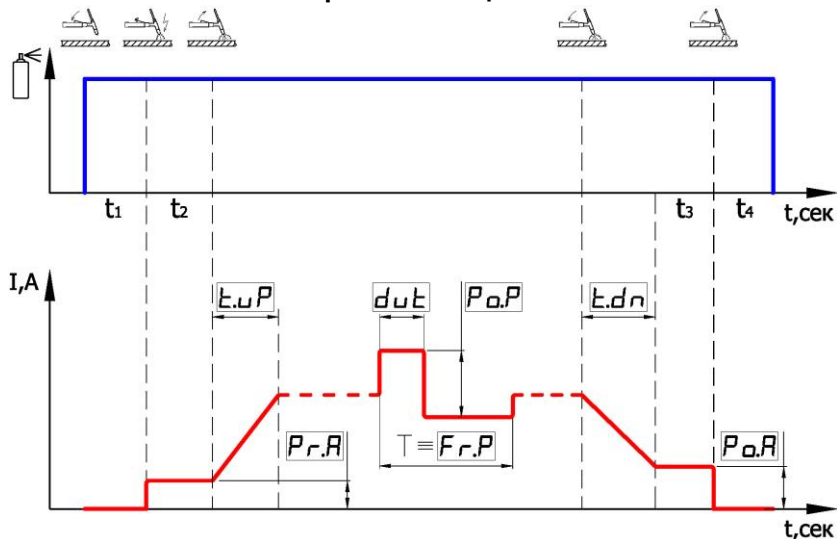 t1 t2 t3 t4 t,сек
I,A
t.uP dut Po.P t.dn
Pr.A T≡Fr.P Po.A
t,сек